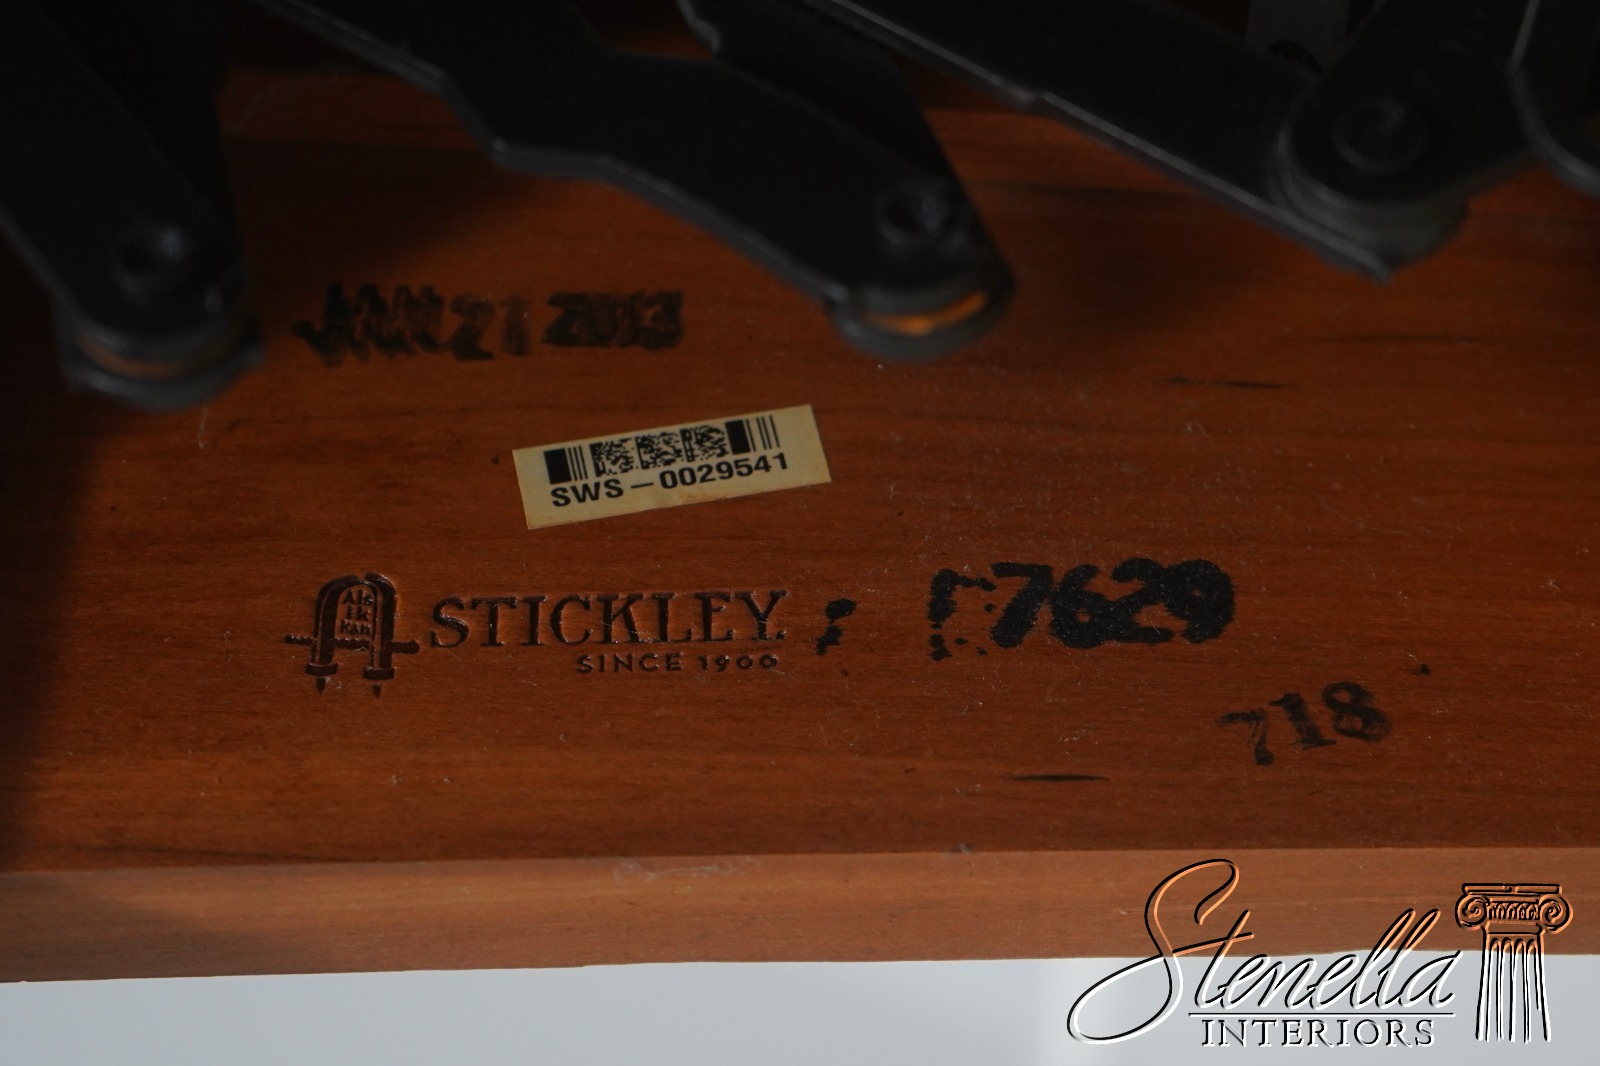 JAN 21 2013
SWS-0029541
Als
ik
kan
STICKLEY.
SINCE 1900
7629
718
Stenella
INTERIORS